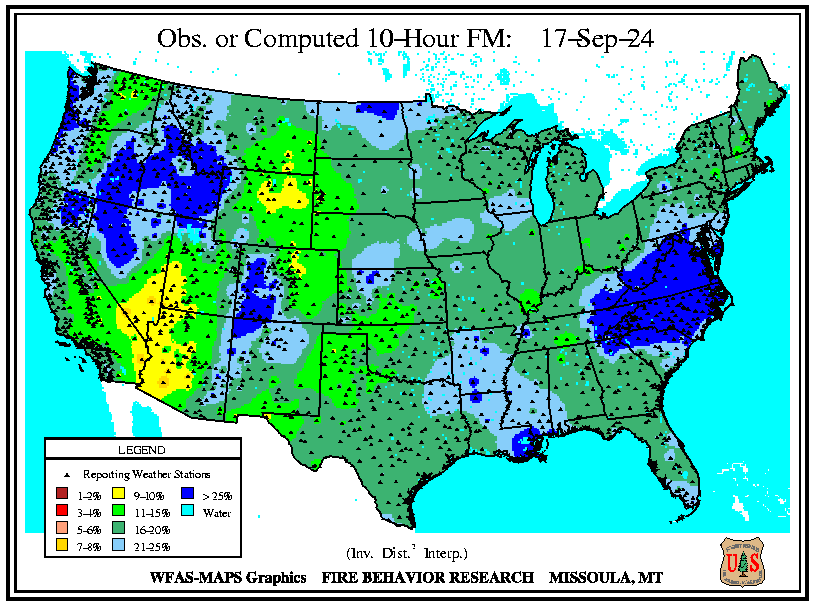 Obs. or Computed 10-Hour FM: 17-Sep-24
LEGEND
Reporting Weather Stations
1-2% 9-10% > 25%
3-4% 11-15% Water
5-6% 16-20%
7-8% 21-25%
(Inv. Dist.² Interp.)
WFAS-MAPS Graphics FIRE BEHAVIOR RESEARCH MISSOULA, MT
U S